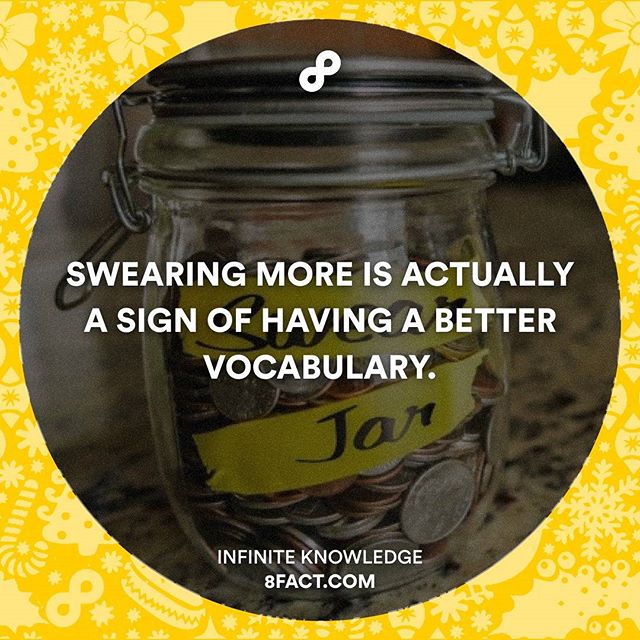 SWEARING MORE IS ACTUALLY
A SIGN OF HAVING A BETTER
VOCABULARY.
Swear
Jar
INFINITE KNOWLEDGE
8FACT.COM